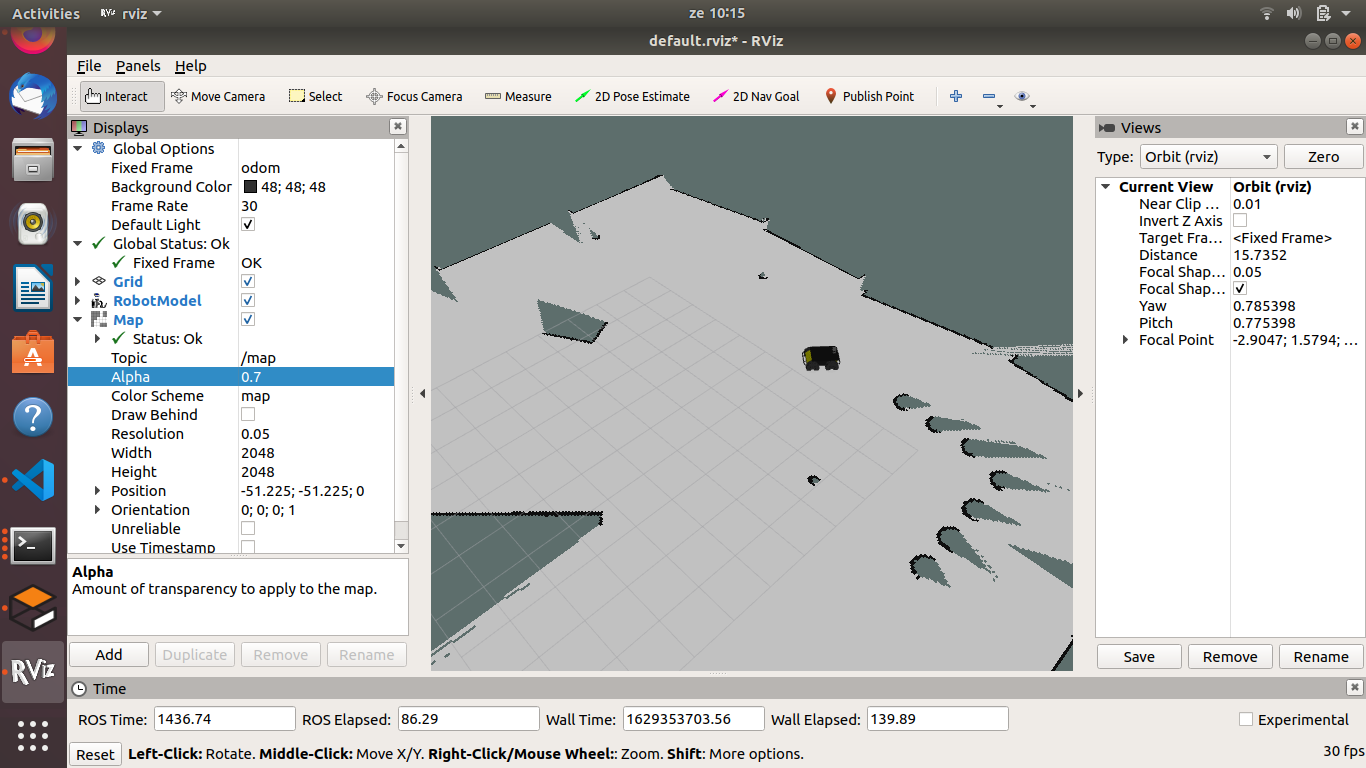 Activities RViz rviz ze 10:15
default.rviz* - RViz
File Panels Help
Interact Move Camera Select Focus Camera Measure 2D Pose Estimate 2D Nav Goal Publish Point
Displays
Global Options
Fixed Frame odom
Background Color 48; 48; 48
Frame Rate 30
Default Light
Global Status: Ok
Fixed Frame OK
Grid
RobotModel
Map
Status: Ok
Topic /map
Alpha 0.7
Color Scheme map
Draw Behind
Resolution 0.05
Width 2048
Height 2048
Position -51.225; -51.225; 0
Orientation 0; 0; 0; 1
Unreliable
Use Timestamp
Alpha
Amount of transparency to apply to the map.
Add Duplicate Remove Rename
Views
Type: Orbit (rviz) Zero
Current View Orbit (rviz)
Near Clip ... 0.01
Invert Z Axis
Target Fra... <Fixed Frame>
Distance 15.7352
Focal Shap... 0.05
Focal Shap...
Yaw 0.785398
Pitch 0.775398
Focal Point -2.9047; 1.5794; ...
Save Remove Rename
RViz
Time
ROS Time: 1436.74 ROS Elapsed: 86.29 Wall Time: 1629353703.56 Wall Elapsed: 139.89 Experimental
Reset Left-Click: Rotate. Middle-Click: Move X/Y. Right-Click/Mouse Wheel:: Zoom. Shift: More options. 30 fps